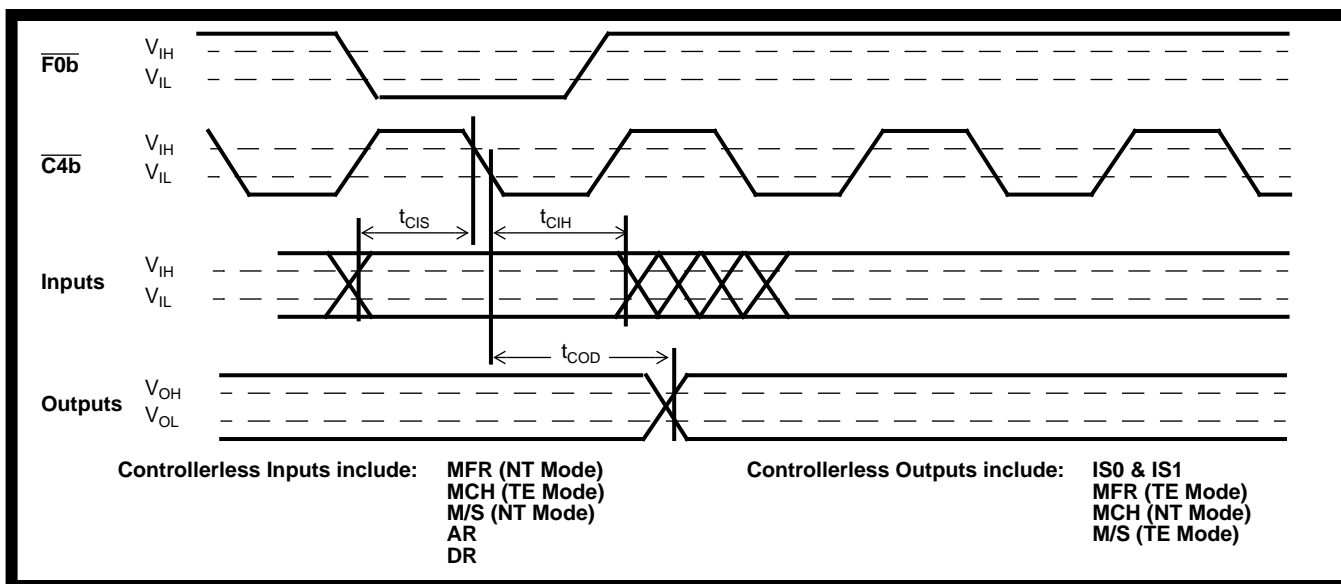 F0b
VIH
VIL
C4b
VIH
VIL
tCIS
tCIH
Inputs
VIH
VIL
tCOD
Outputs
VOH
VOL
Controllerless Inputs include:
MFR (NT Mode)
MCH (TE Mode)
M/S (NT Mode)
AR
DR
Controllerless Outputs include:
IS0 & IS1
MFR (TE Mode)
MCH (NT Mode)
M/S (TE Mode)